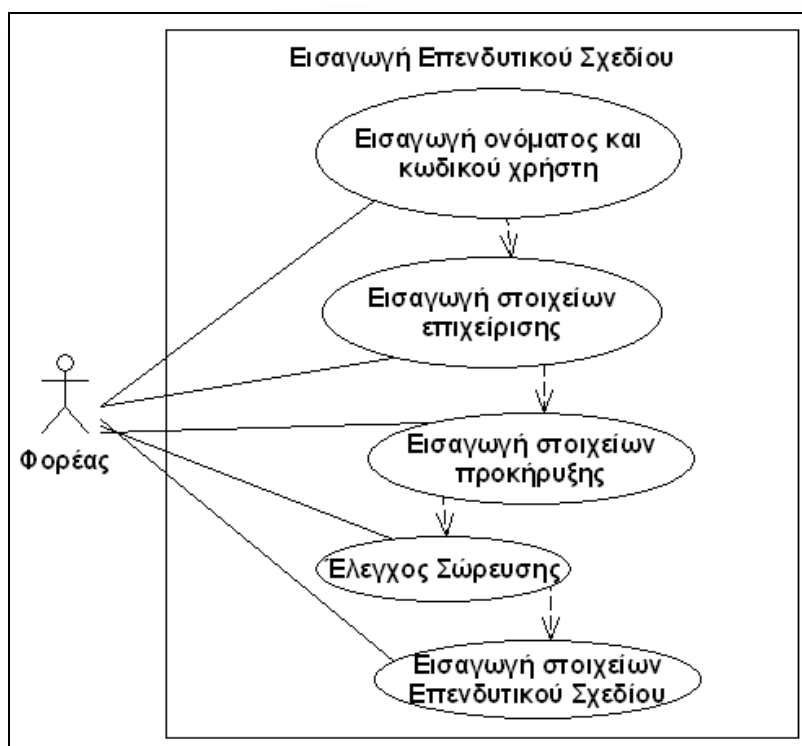 Εισαγωγή Επενδυτικού Σχεδίου
Εισαγωγή ονόματος και
κωδικού χρήστη
Εισαγωγή στοιχείων
επιχείρισης
Εισαγωγή στοιχείων
προκήρυξης
Φορέας
Έλεγχος Σώρευσης
Εισαγωγή στοιχείων
Επενδυτικού Σχεδίου